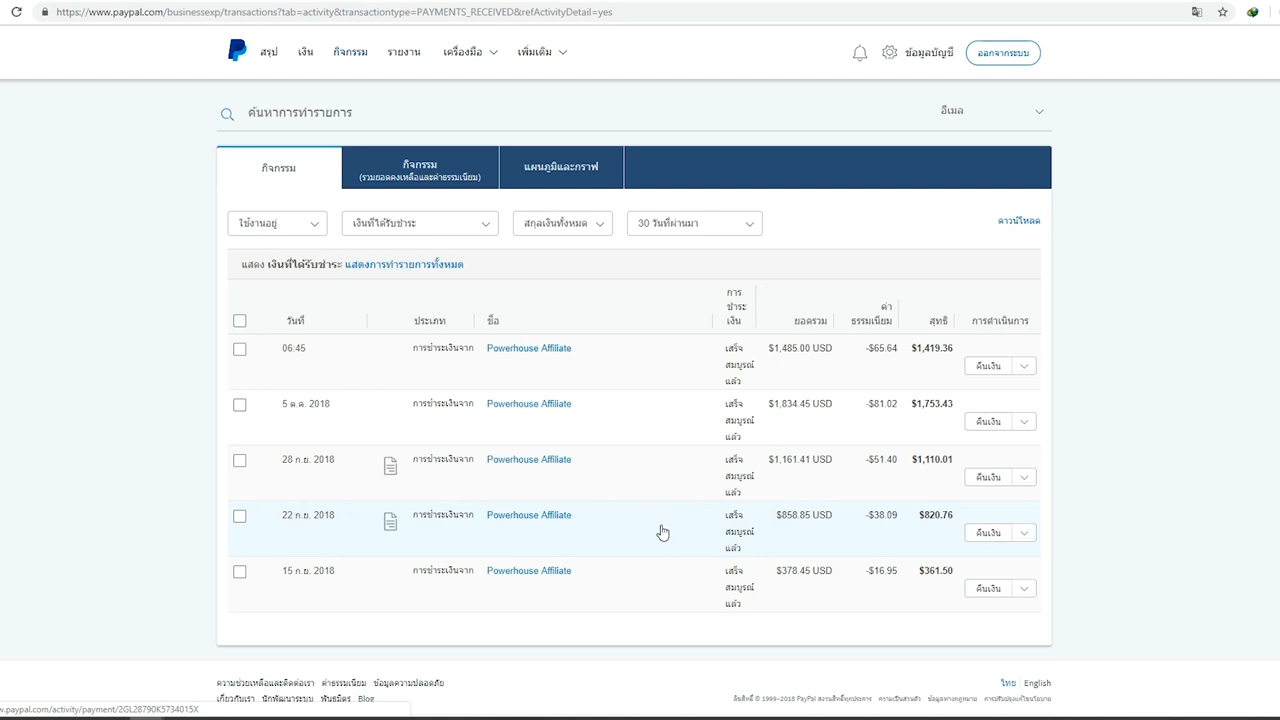 https://www.paypal.com/businessexp/transactions?tab=activity&transactiontype=PAYMENTS_RECEIVED&refActivityDetail=yes
สรุป เงิน กิจกรรม รายงาน เครื่องมือ เพิ่มเติม ข้อมูลบัญชี ออกจากระบบ
ค้นหาการทำรายการ อีเมล
กิจกรรม
กิจกรรม
(รวมยอดคงเหลือและค่าธรรมเนียม)
แผนภูมิและกราฟ
ใช้งานอยู่ เงินที่ได้รับชำระ สกุลเงินทั้งหมด 30 วันที่ผ่านมา ดาวน์โหลด
แสดง เงินที่ได้รับชำระ แสดงการทำรายการทั้งหมด
วันที่ ประเภท ชื่อ
การ
ชำระ
เงิน
ยอดรวม
ค่า
ธรรมเนียม
สุทธิ การดำเนินการ
06:45 การชำระเงินจาก Powerhouse Affiliate เสร็จ $1,485.00 USD -$65.64 $1,419.36
สมบูรณ์ คืนเงิน
แล้ว
5 ต.ค. 2018 การชำระเงินจาก Powerhouse Affiliate เสร็จ $1,834.45 USD -$81.02 $1,753.43
สมบูรณ์ คืนเงิน
แล้ว
28 ก.ย. 2018 การชำระเงินจาก Powerhouse Affiliate เสร็จ $1,161.41 USD -$51.40 $1,110.01
สมบูรณ์ คืนเงิน
แล้ว
22 ก.ย. 2018 การชำระเงินจาก Powerhouse Affiliate เสร็จ $858.85 USD -$38.09 $820.76
สมบูรณ์ คืนเงิน
แล้ว
15 ก.ย. 2018 การชำระเงินจาก Powerhouse Affiliate เสร็จ $378.45 USD -$16.95 $361.50
สมบูรณ์ คืนเงิน
แล้ว
ความช่วยเหลือและติดต่อเรา ค่าธรรมเนียม ข้อมูลความปลอดภัย ไทย English
เกี่ยวกับเรา นักพัฒนาระบบ พันธมิตร Blog ลิขสิทธิ์ © 1999-2018 PayPal สงวนสิทธิ์ทุกประการ ความเป็นส่วนตัว ข้อมูลทางกฎหมาย การปรับปรุงแก้ไขนโยบาย
w.paypal.com/activity/payment/2GL28790K5734015X